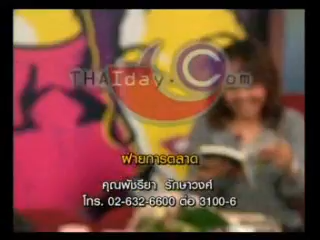 THAIday.Com
ฝ่ายการตลาด
คุณพัชรียา รักษาวงศ์
โทร. 02-632-6600 ต่อ 3100-6